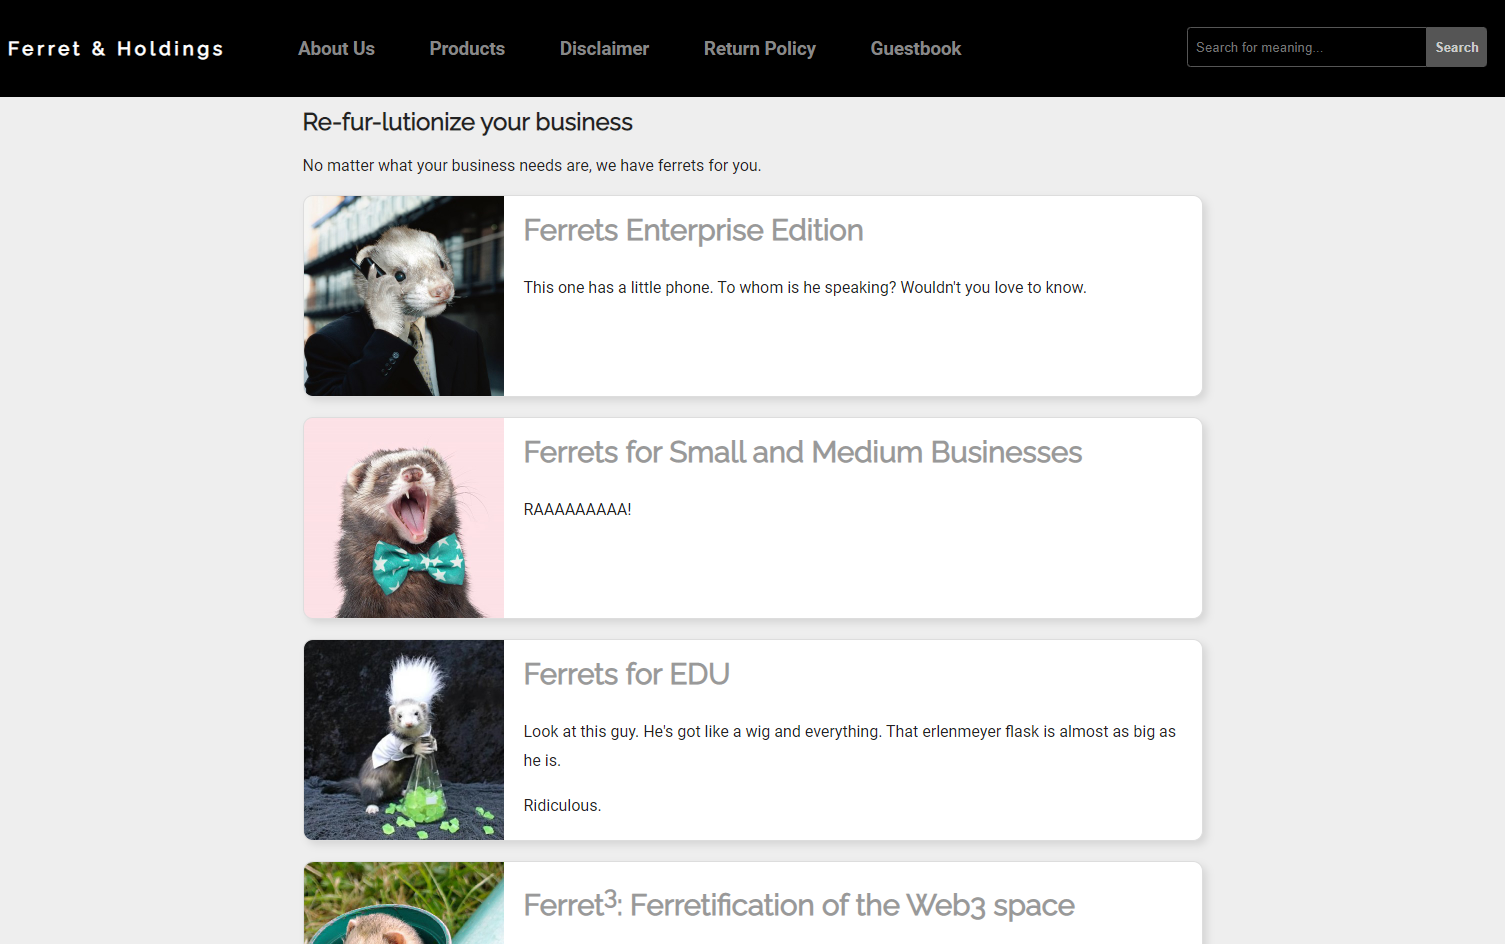 Ferret & Holdings
About Us
Products
Disclaimer
Return Policy
Guestbook
Search for meaning...
Search
Re-fur-lutionize your business
No matter what your business needs are, we have ferrets for you.
Ferrets Enterprise Edition
This one has a little phone. To whom is he speaking? Wouldn't you love to know.
Ferrets for Small and Medium Businesses
RAAAAAAAAA!
Ferrets for EDU
Look at this guy. He's got like a wig and everything. That erlenmeyer flask is almost as big as
he is.
Ridiculous.
Ferret³: Ferretification of the Web3 space